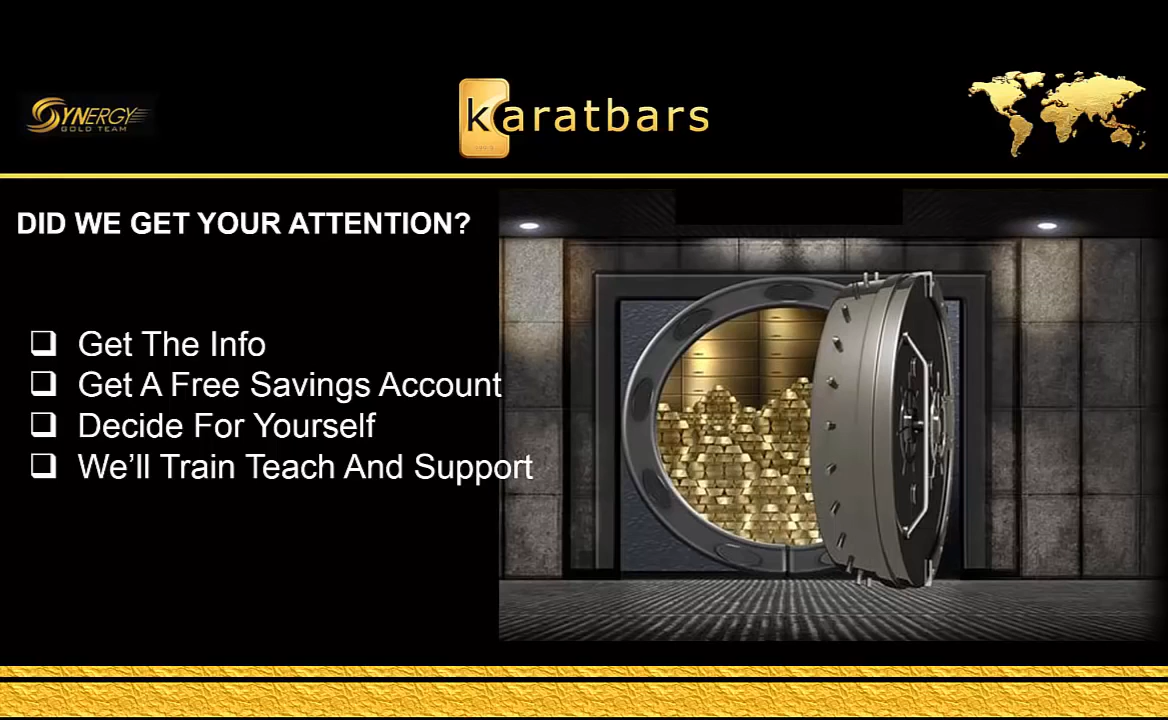 SYNERGY
GOLD TEAM
karatbars
DID WE GET YOUR ATTENTION?
Get The Info
Get A Free Savings Account
Decide For Yourself
We’ll Train Teach And Support